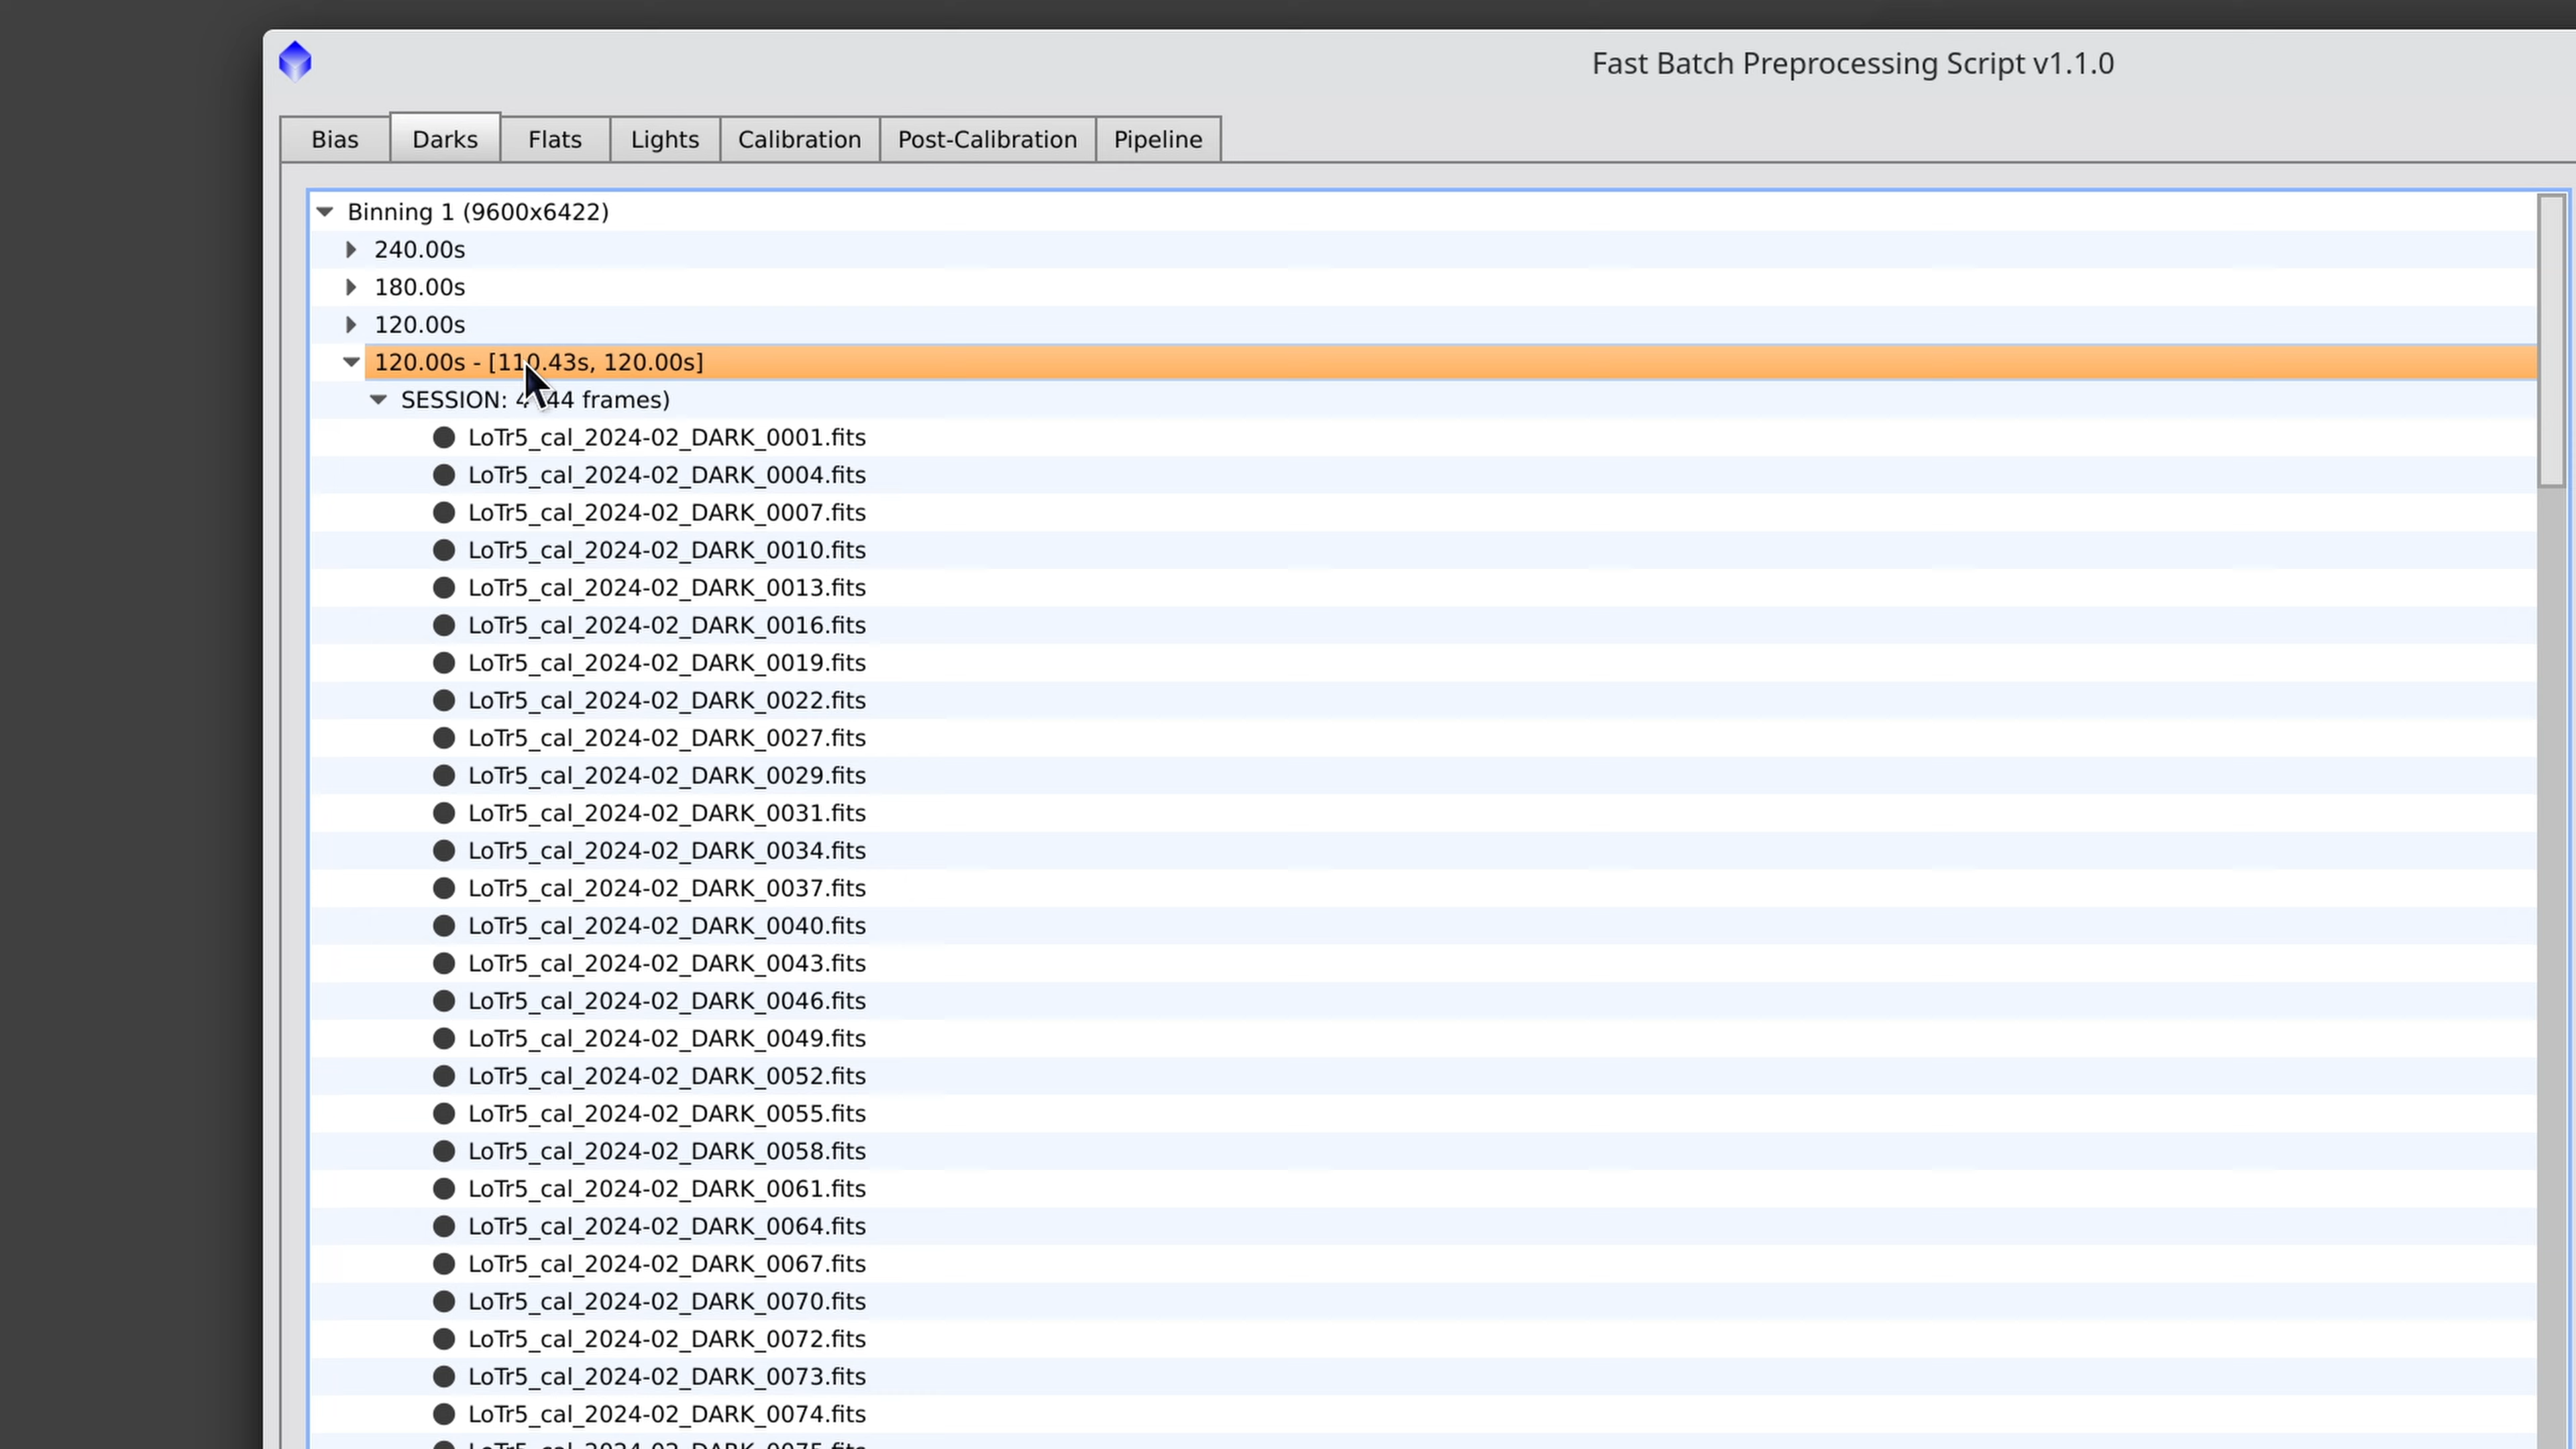 Fast Batch Preprocessing Script v1.1.0
Bias Darks Flats Lights Calibration Post-Calibration Pipeline
Binning 1 (9600x6422)
240.00s
180.00s
120.00s
120.00s - [110.43s, 120.00s]
SESSION: 44 frames)
LoTr5_cal_2024-02_DARK_0001.fits
LoTr5_cal_2024-02_DARK_0004.fits
LoTr5_cal_2024-02_DARK_0007.fits
LoTr5_cal_2024-02_DARK_0010.fits
LoTr5_cal_2024-02_DARK_0013.fits
LoTr5_cal_2024-02_DARK_0016.fits
LoTr5_cal_2024-02_DARK_0019.fits
LoTr5_cal_2024-02_DARK_0022.fits
LoTr5_cal_2024-02_DARK_0027.fits
LoTr5_cal_2024-02_DARK_0029.fits
LoTr5_cal_2024-02_DARK_0031.fits
LoTr5_cal_2024-02_DARK_0034.fits
LoTr5_cal_2024-02_DARK_0037.fits
LoTr5_cal_2024-02_DARK_0040.fits
LoTr5_cal_2024-02_DARK_0043.fits
LoTr5_cal_2024-02_DARK_0046.fits
LoTr5_cal_2024-02_DARK_0049.fits
LoTr5_cal_2024-02_DARK_0052.fits
LoTr5_cal_2024-02_DARK_0055.fits
LoTr5_cal_2024-02_DARK_0058.fits
LoTr5_cal_2024-02_DARK_0061.fits
LoTr5_cal_2024-02_DARK_0064.fits
LoTr5_cal_2024-02_DARK_0067.fits
LoTr5_cal_2024-02_DARK_0070.fits
LoTr5_cal_2024-02_DARK_0072.fits
LoTr5_cal_2024-02_DARK_0073.fits
LoTr5_cal_2024-02_DARK_0074.fits